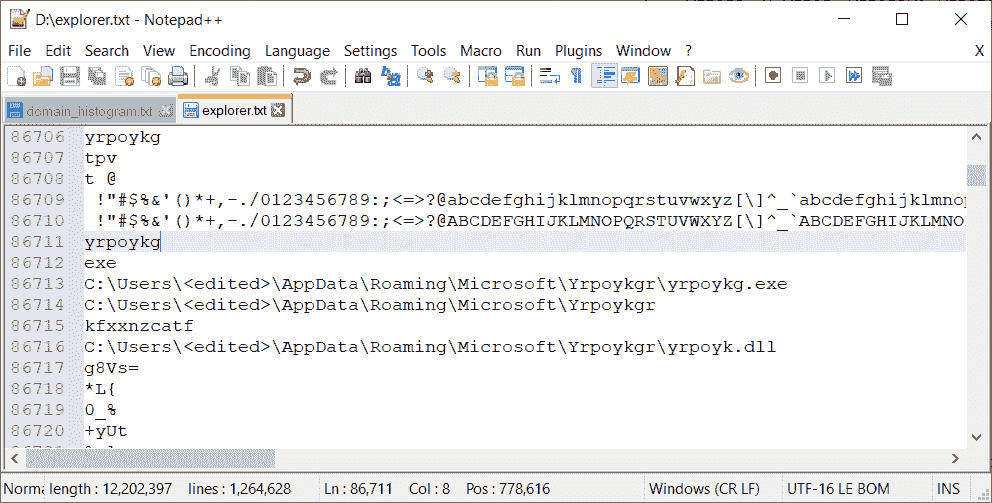 D:\explorer.txt - Notepad++
File Edit Search View Encoding Language Settings Tools Macro Run Plugins Window ? X
domain_histogram.txt explorer.txt
86706 yrpoykg
86707 tpv
86708 t @
86709 !"#$%&'()*+,-./0123456789:;<=>?@abcdefghijklmnopqrstuvwxyz[\]^_`abcdefghijklmnop
86710 !"#$%&'()*+,-./0123456789:;<=>?@ABCDEFGHIJKLMNOPQRSTUVWXYZ[\]^_`ABCDEFGHIJKLMNO
86711 yrpoykg
86712 exe
86713 C:\Users\<edited>\AppData\Roaming\Microsoft\Yrpoykgr\yrpoykg.exe
86714 C:\Users\<edited>\AppData\Roaming\Microsoft\Yrpoykgr
86715 kfxxnzcatf
86716 C:\Users\<edited>\AppData\Roaming\Microsoft\Yrpoykgr\yrpoyk.dll
86717 g8Vs=
86718 *L{
86719 0_%
86720 +yUt
Norma length : 12,202,397 lines : 1,264,628 Ln : 86,711 Col : 8 Pos : 778,616 Windows (CR LF) UTF-16 LE BOM INS